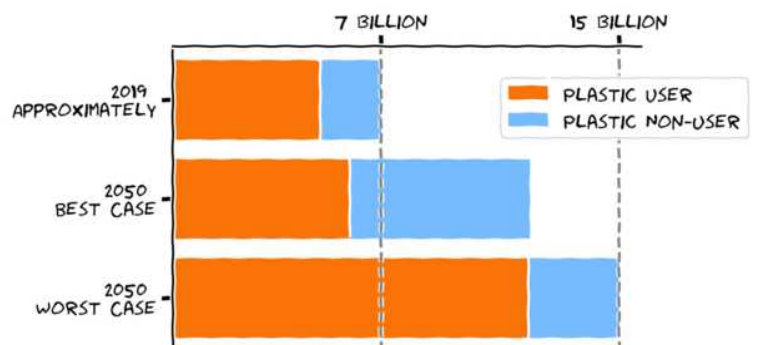 7 BILLION 15 BILLION
2019
APPROXIMATELY
PLASTIC USER
PLASTIC NON-USER
2050
BEST CASE
2050
WORST CASE